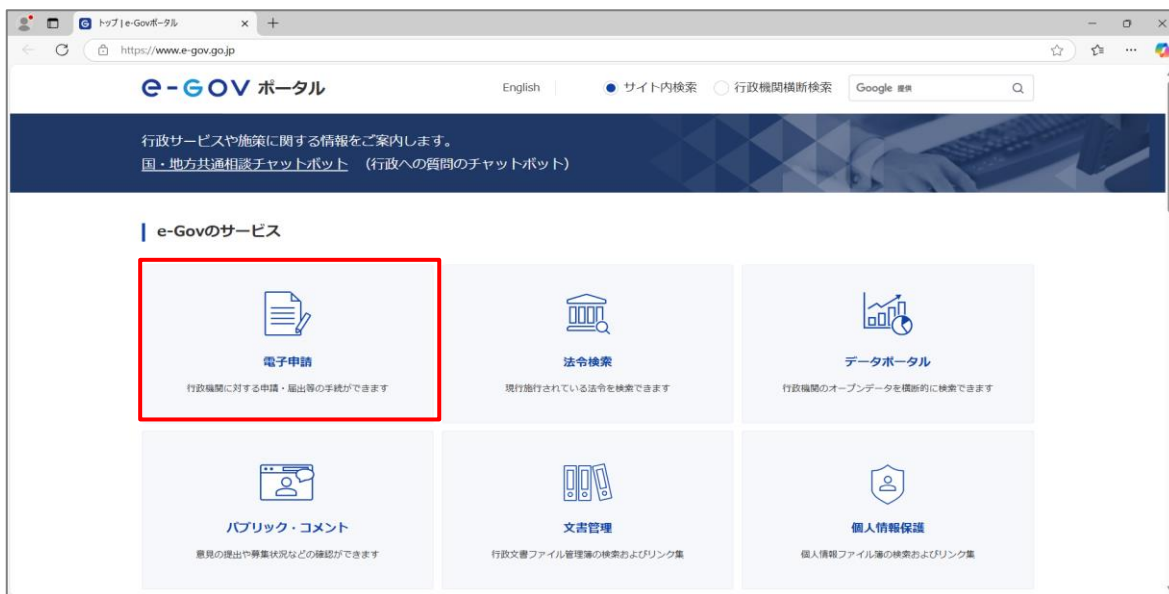 トップ | e-Govポータル
https://www.e-gov.go.jp
e-GOV ポータル
English
サイト内検索
行政機関横断検索
Google 提供
行政サービスや施策に関する情報をご案内します。
国・地方共通相談チャットボット （行政への質問のチャットボット）
e-Govのサービス
電子申請
行政機関に対する申請・届出等の手続ができます
法令検索
現行施行されている法令を検索できます
データポータル
行政機関のオープンデータを横断的に検索できます
パブリック・コメント
意見の提出や募集状況などの確認ができます
文書管理
行政文書ファイル管理簿の検索およびリンク集
個人情報保護
個人情報ファイル簿の検索およびリンク集